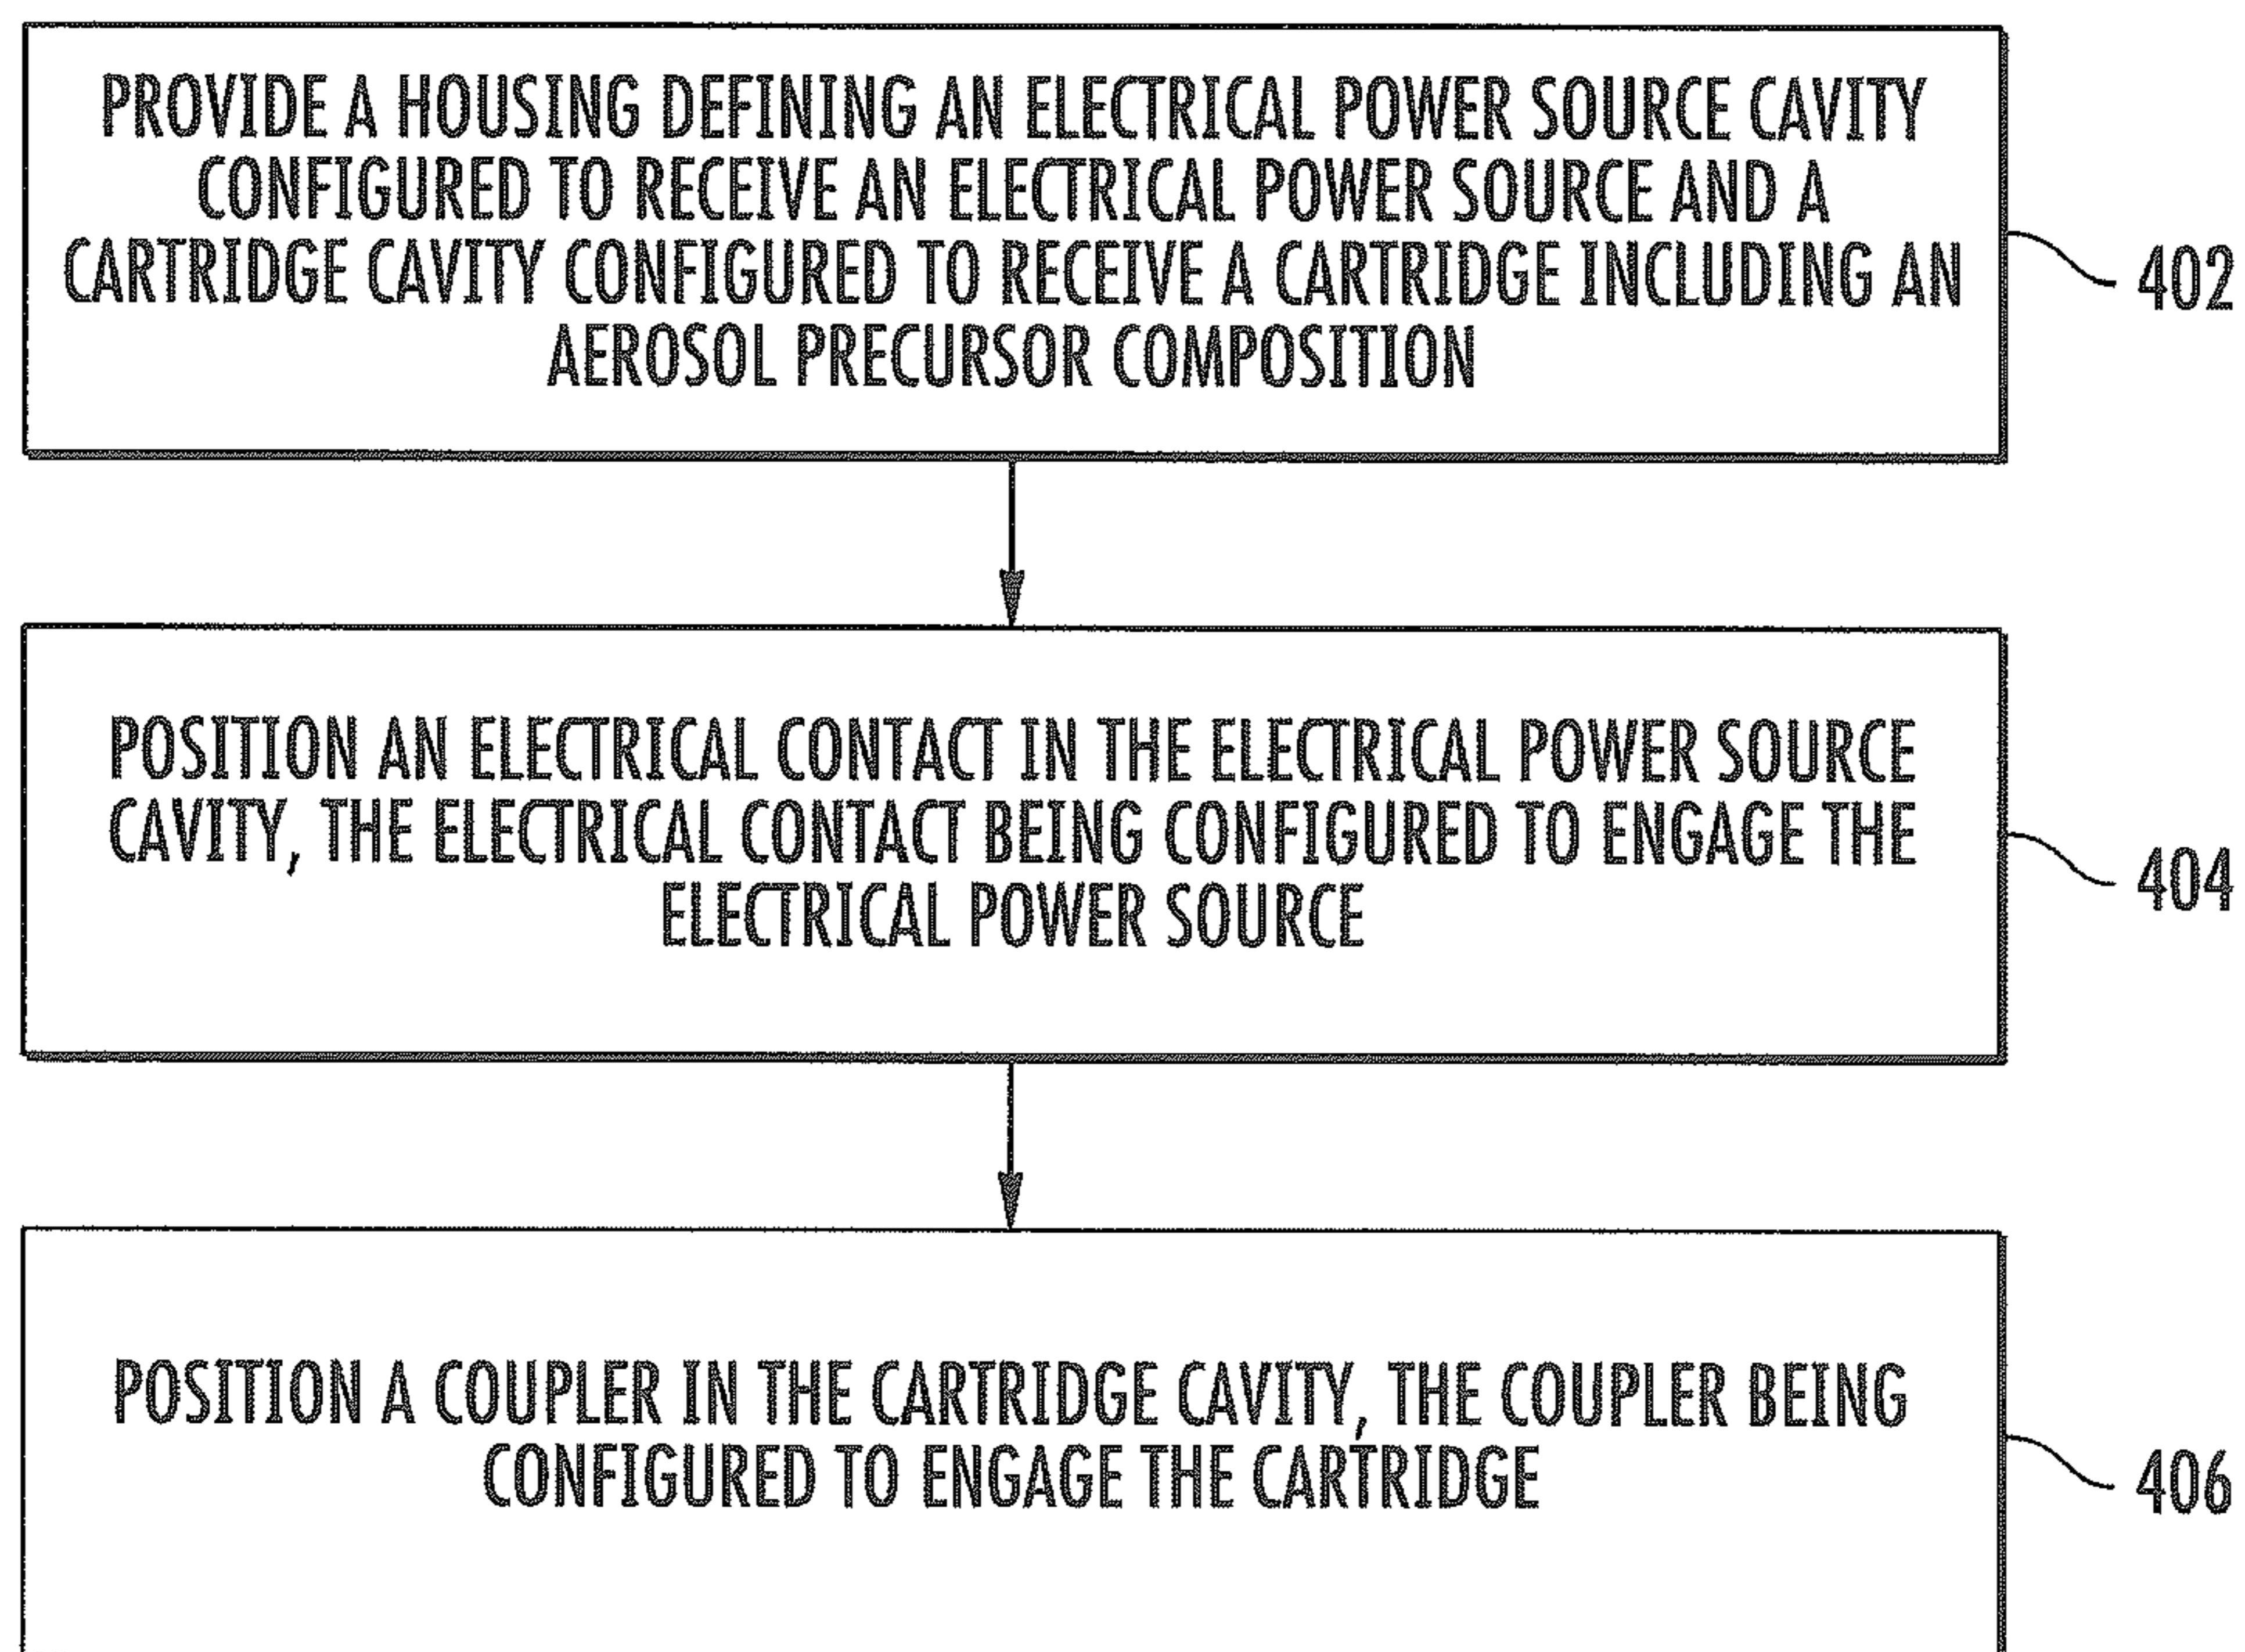 PROVIDE A HOUSING DEFINING AN ELECTRICAL POWER SOURCE CAVITY
CONFIGURED TO RECEIVE AN ELECTRICAL POWER SOURCE AND A
CARTRIDGE CAVITY CONFIGURED TO RECEIVE A CARTRIDGE INCLUDING AN
AEROSOL PRECURSOR COMPOSITION
402
POSITION AN ELECTRICAL CONTACT IN THE ELECTRICAL POWER SOURCE
CAVITY, THE ELECTRICAL CONTACT BEING CONFIGURED TO ENGAGE THE
ELECTRICAL POWER SOURCE
404
POSITION A COUPLER IN THE CARTRIDGE CAVITY, THE COUPLER BEING
CONFIGURED TO ENGAGE THE CARTRIDGE
406